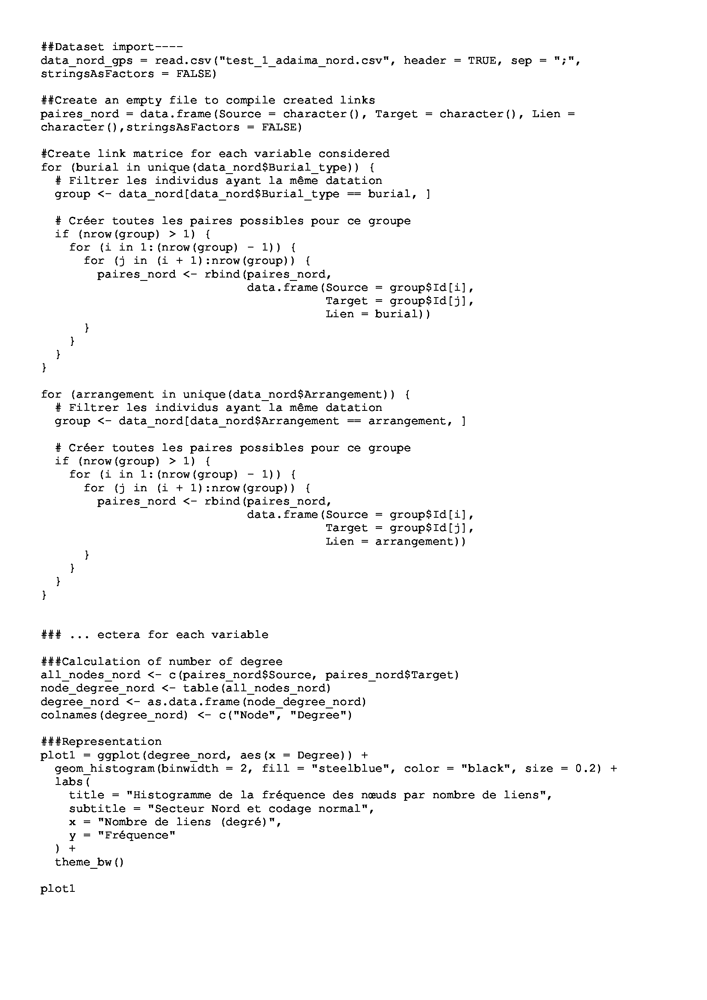 ##Dataset import----
data_nord_gps = read.csv("test_1_adaima_nord.csv", header = TRUE, sep = ";",
stringsAsFactors = FALSE)

##Create an empty file to compile created links
paires_nord = data.frame(Source = character(), Target = character(), Lien =
character(),stringsAsFactors = FALSE)

#Create link matrice for each variable considered
for (burial in unique(data_nord$Burial_type)) {
  # Filtrer les individus ayant la même datation
  group <- data_nord[data_nord$Burial_type == burial, ]

  # Créer toutes les paires possibles pour ce groupe
  if (nrow(group) > 1) {
    for (i in 1:(nrow(group) - 1)) {
      for (j in (i + 1):nrow(group)) {
        paires_nord <- rbind(paires_nord,
                             data.frame(Source = group$Id[i],
                                        Target = group$Id[j],
                                        Lien = burial))
      }
    }
  }
}

for (arrangement in unique(data_nord$Arrangement)) {
  # Filtrer les individus ayant la même datation
  group <- data_nord[data_nord$Arrangement == arrangement, ]

  # Créer toutes les paires possibles pour ce groupe
  if (nrow(group) > 1) {
    for (i in 1:(nrow(group) - 1)) {
      for (j in (i + 1):nrow(group)) {
        paires_nord <- rbind(paires_nord,
                             data.frame(Source = group$Id[i],
                                        Target = group$Id[j],
                                        Lien = arrangement))
      }
    }
  }
}

### ... ectera for each variable

###Calculation of number of degree
all_nodes_nord <- c(paires_nord$Source, paires_nord$Target)
node_degree_nord <- table(all_nodes_nord)
degree_nord <- as.data.frame(node_degree_nord)
colnames(degree_nord) <- c("Node", "Degree")

###Representation
plot1 = ggplot(degree_nord, aes(x = Degree)) +
  geom_histogram(binwidth = 2, fill = "steelblue", color = "black", size = 0.2) +
  labs(
    title = "Histogramme de la fréquence des nœuds par nombre de liens",
    subtitle = "Secteur Nord et codage normal",
    x = "Nombre de liens (degré)",
    y = "Fréquence"
  ) +
  theme_bw()

plot1